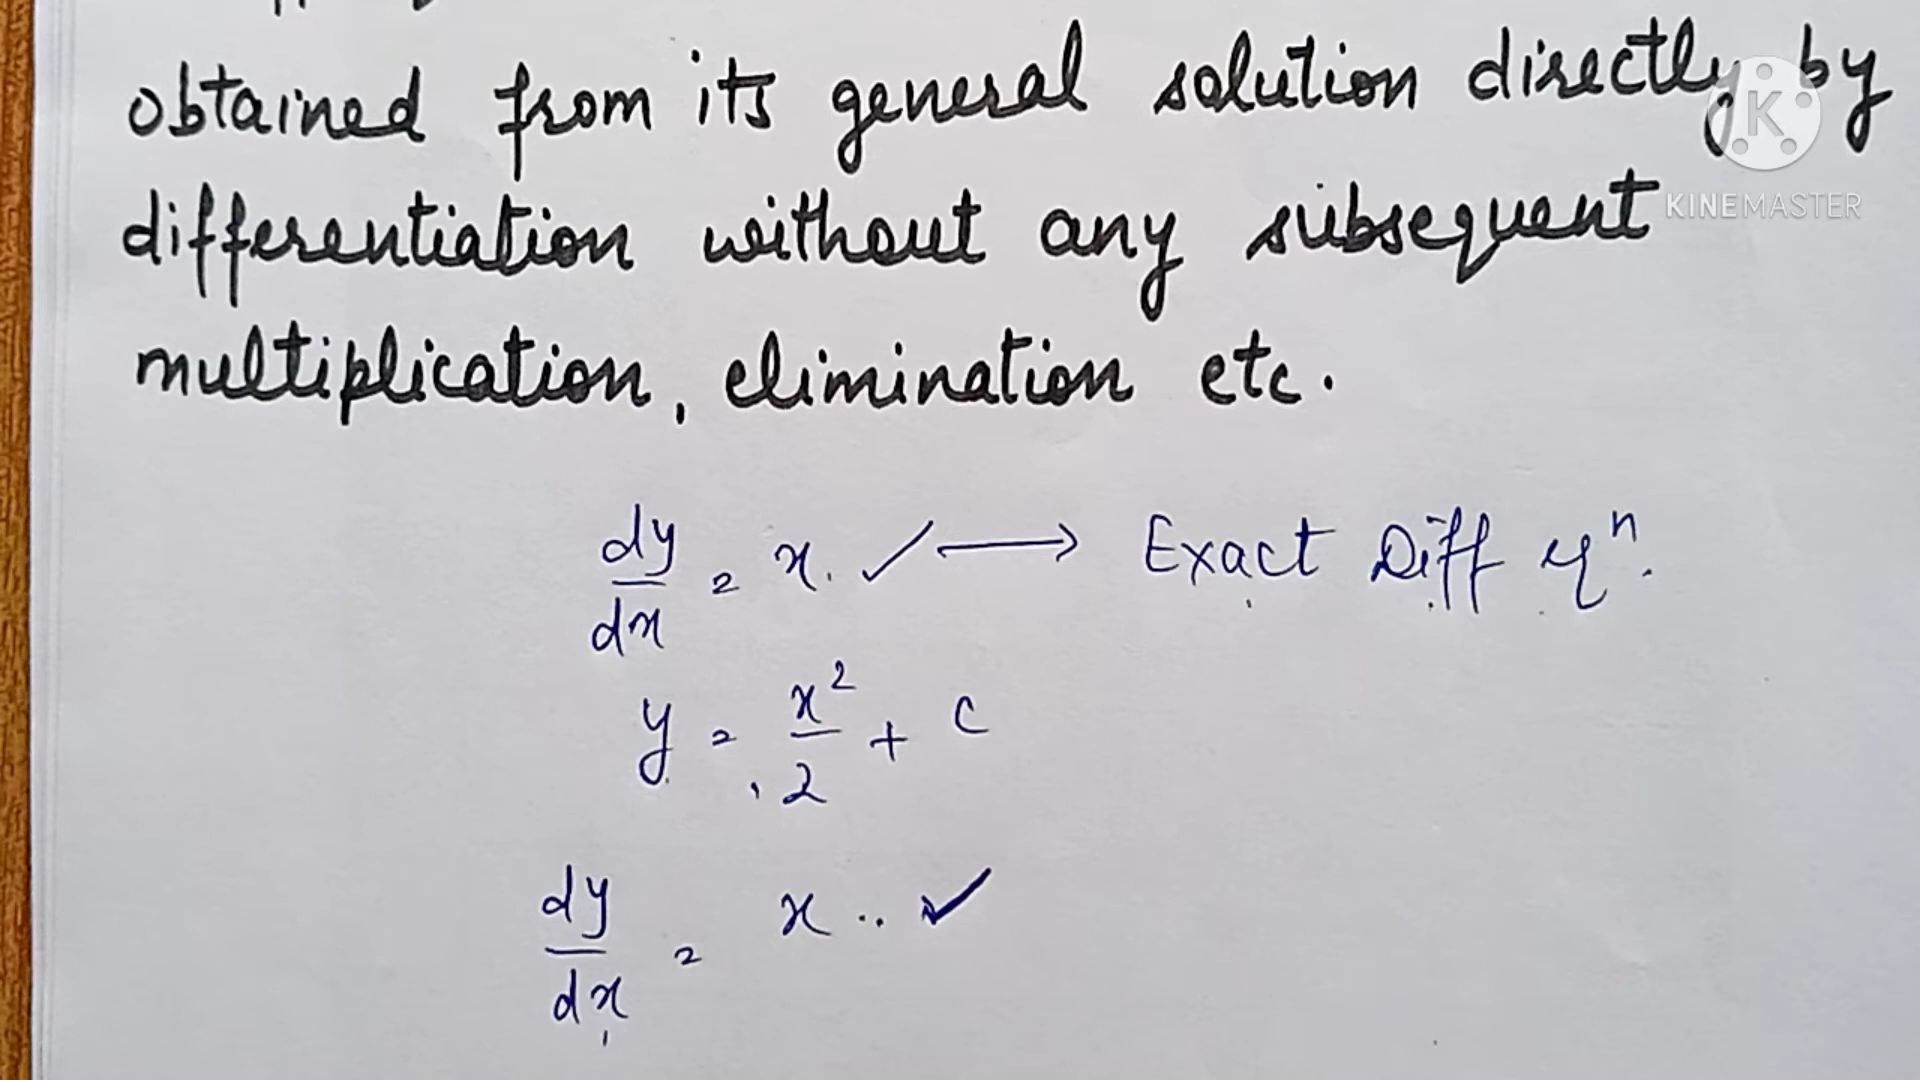 obtained from its general solution directly by
differentiation without any subsequent
multiplication, elimination etc.
K
KINEMASTER
dy/dx = x. ✓ → Exact Diff eqⁿ.
y = x²/2 + c
dy/dx = x .. ✓